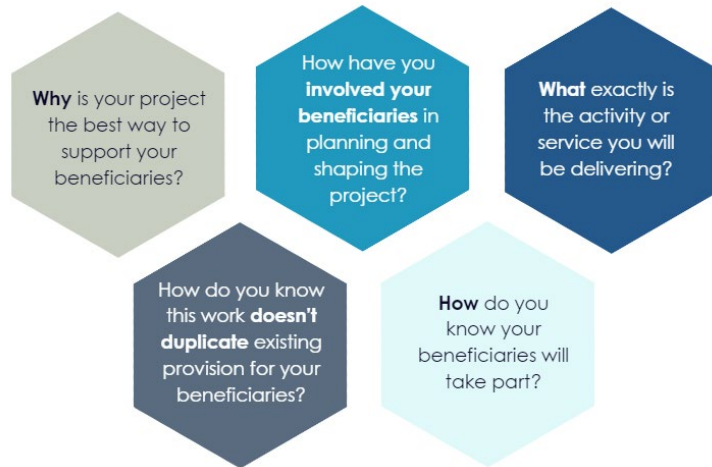 Why is your project
the best way to
support your
beneficiaries?
How have you
involved your
beneficiaries in
planning and
shaping the
project?
What exactly is
the activity or
service you will
be delivering?
How do you know
this work doesn't
duplicate existing
provision for your
beneficiaries?
How do you
know your
beneficiaries will
take part?